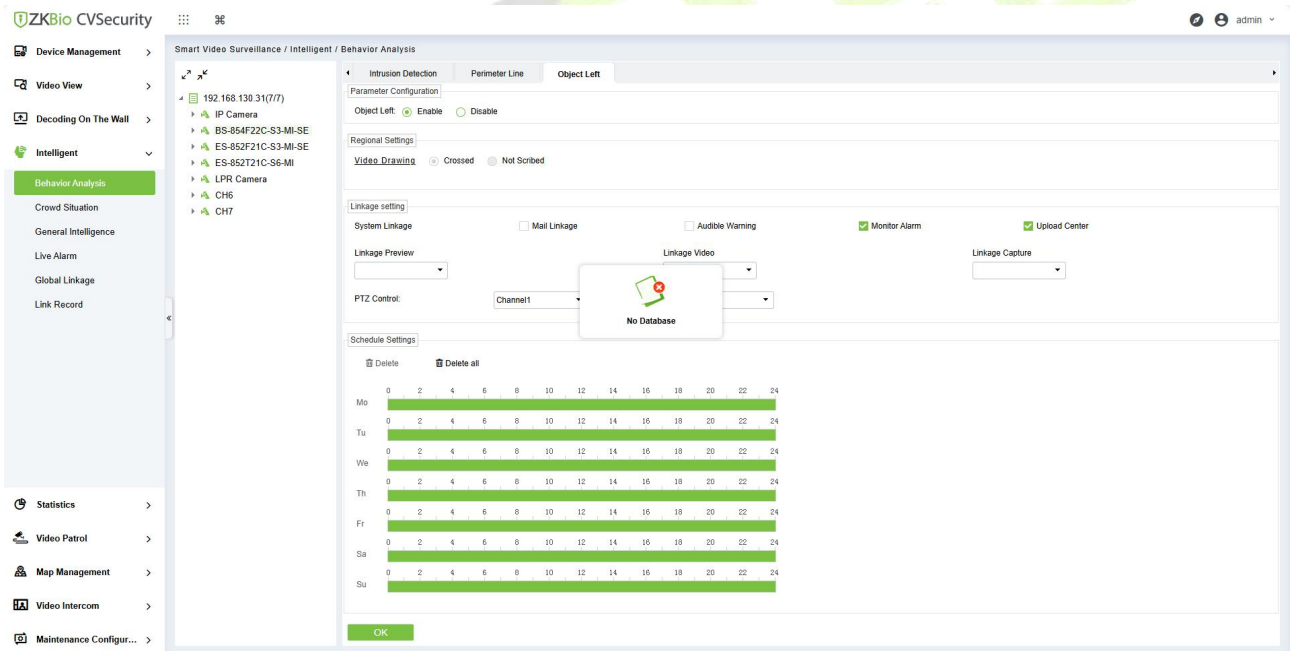 ZKBio CVSecurity
admin
Device Management
Video View
Decoding On The Wall
Intelligent
Behavior Analysis
Crowd Situation
General Intelligence
Live Alarm
Global Linkage
Link Record
Statistics
Video Patrol
Map Management
Video Intercom
Maintenance Configur...
Smart Video Surveillance / Intelligent / Behavior Analysis
192.168.130.31(7/7)
IP Camera
BS-854F22C-S3-MI-SE
ES-852F21C-S3-MI-SE
ES-852T21C-S6-MI
LPR Camera
CH6
CH7
Intrusion Detection Perimeter Line Object Left
Parameter Configuration
Object Left: Enable Disable
Regional Settings
Video Drawing Crossed Not Scribed
Linkage setting
System Linkage Mail Linkage Audible Warning Monitor Alarm Upload Center
Linkage Preview Linkage Video Linkage Capture
PTZ Control: Channel1
No Database
Schedule Settings
Delete Delete all
0 2 4 6 8 10 12 14 16 18 20 22 24
Mo
0 2 4 6 8 10 12 14 16 18 20 22 24
Tu
0 2 4 6 8 10 12 14 16 18 20 22 24
We
0 2 4 6 8 10 12 14 16 18 20 22 24
Th
0 2 4 6 8 10 12 14 16 18 20 22 24
Fr
0 2 4 6 8 10 12 14 16 18 20 22 24
Sa
0 2 4 6 8 10 12 14 16 18 20 22 24
Su
OK